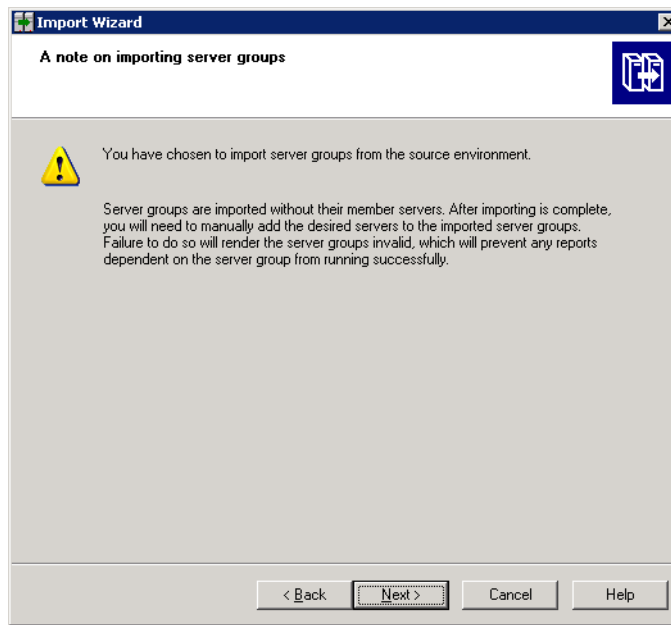 Import Wizard
A note on importing server groups
You have chosen to import server groups from the source environment.
Server groups are imported without their member servers. After importing is complete,
you will need to manually add the desired servers to the imported server groups.
Failure to do so will render the server groups invalid, which will prevent any reports
dependent on the server group from running successfully.
< Back Next > Cancel Help